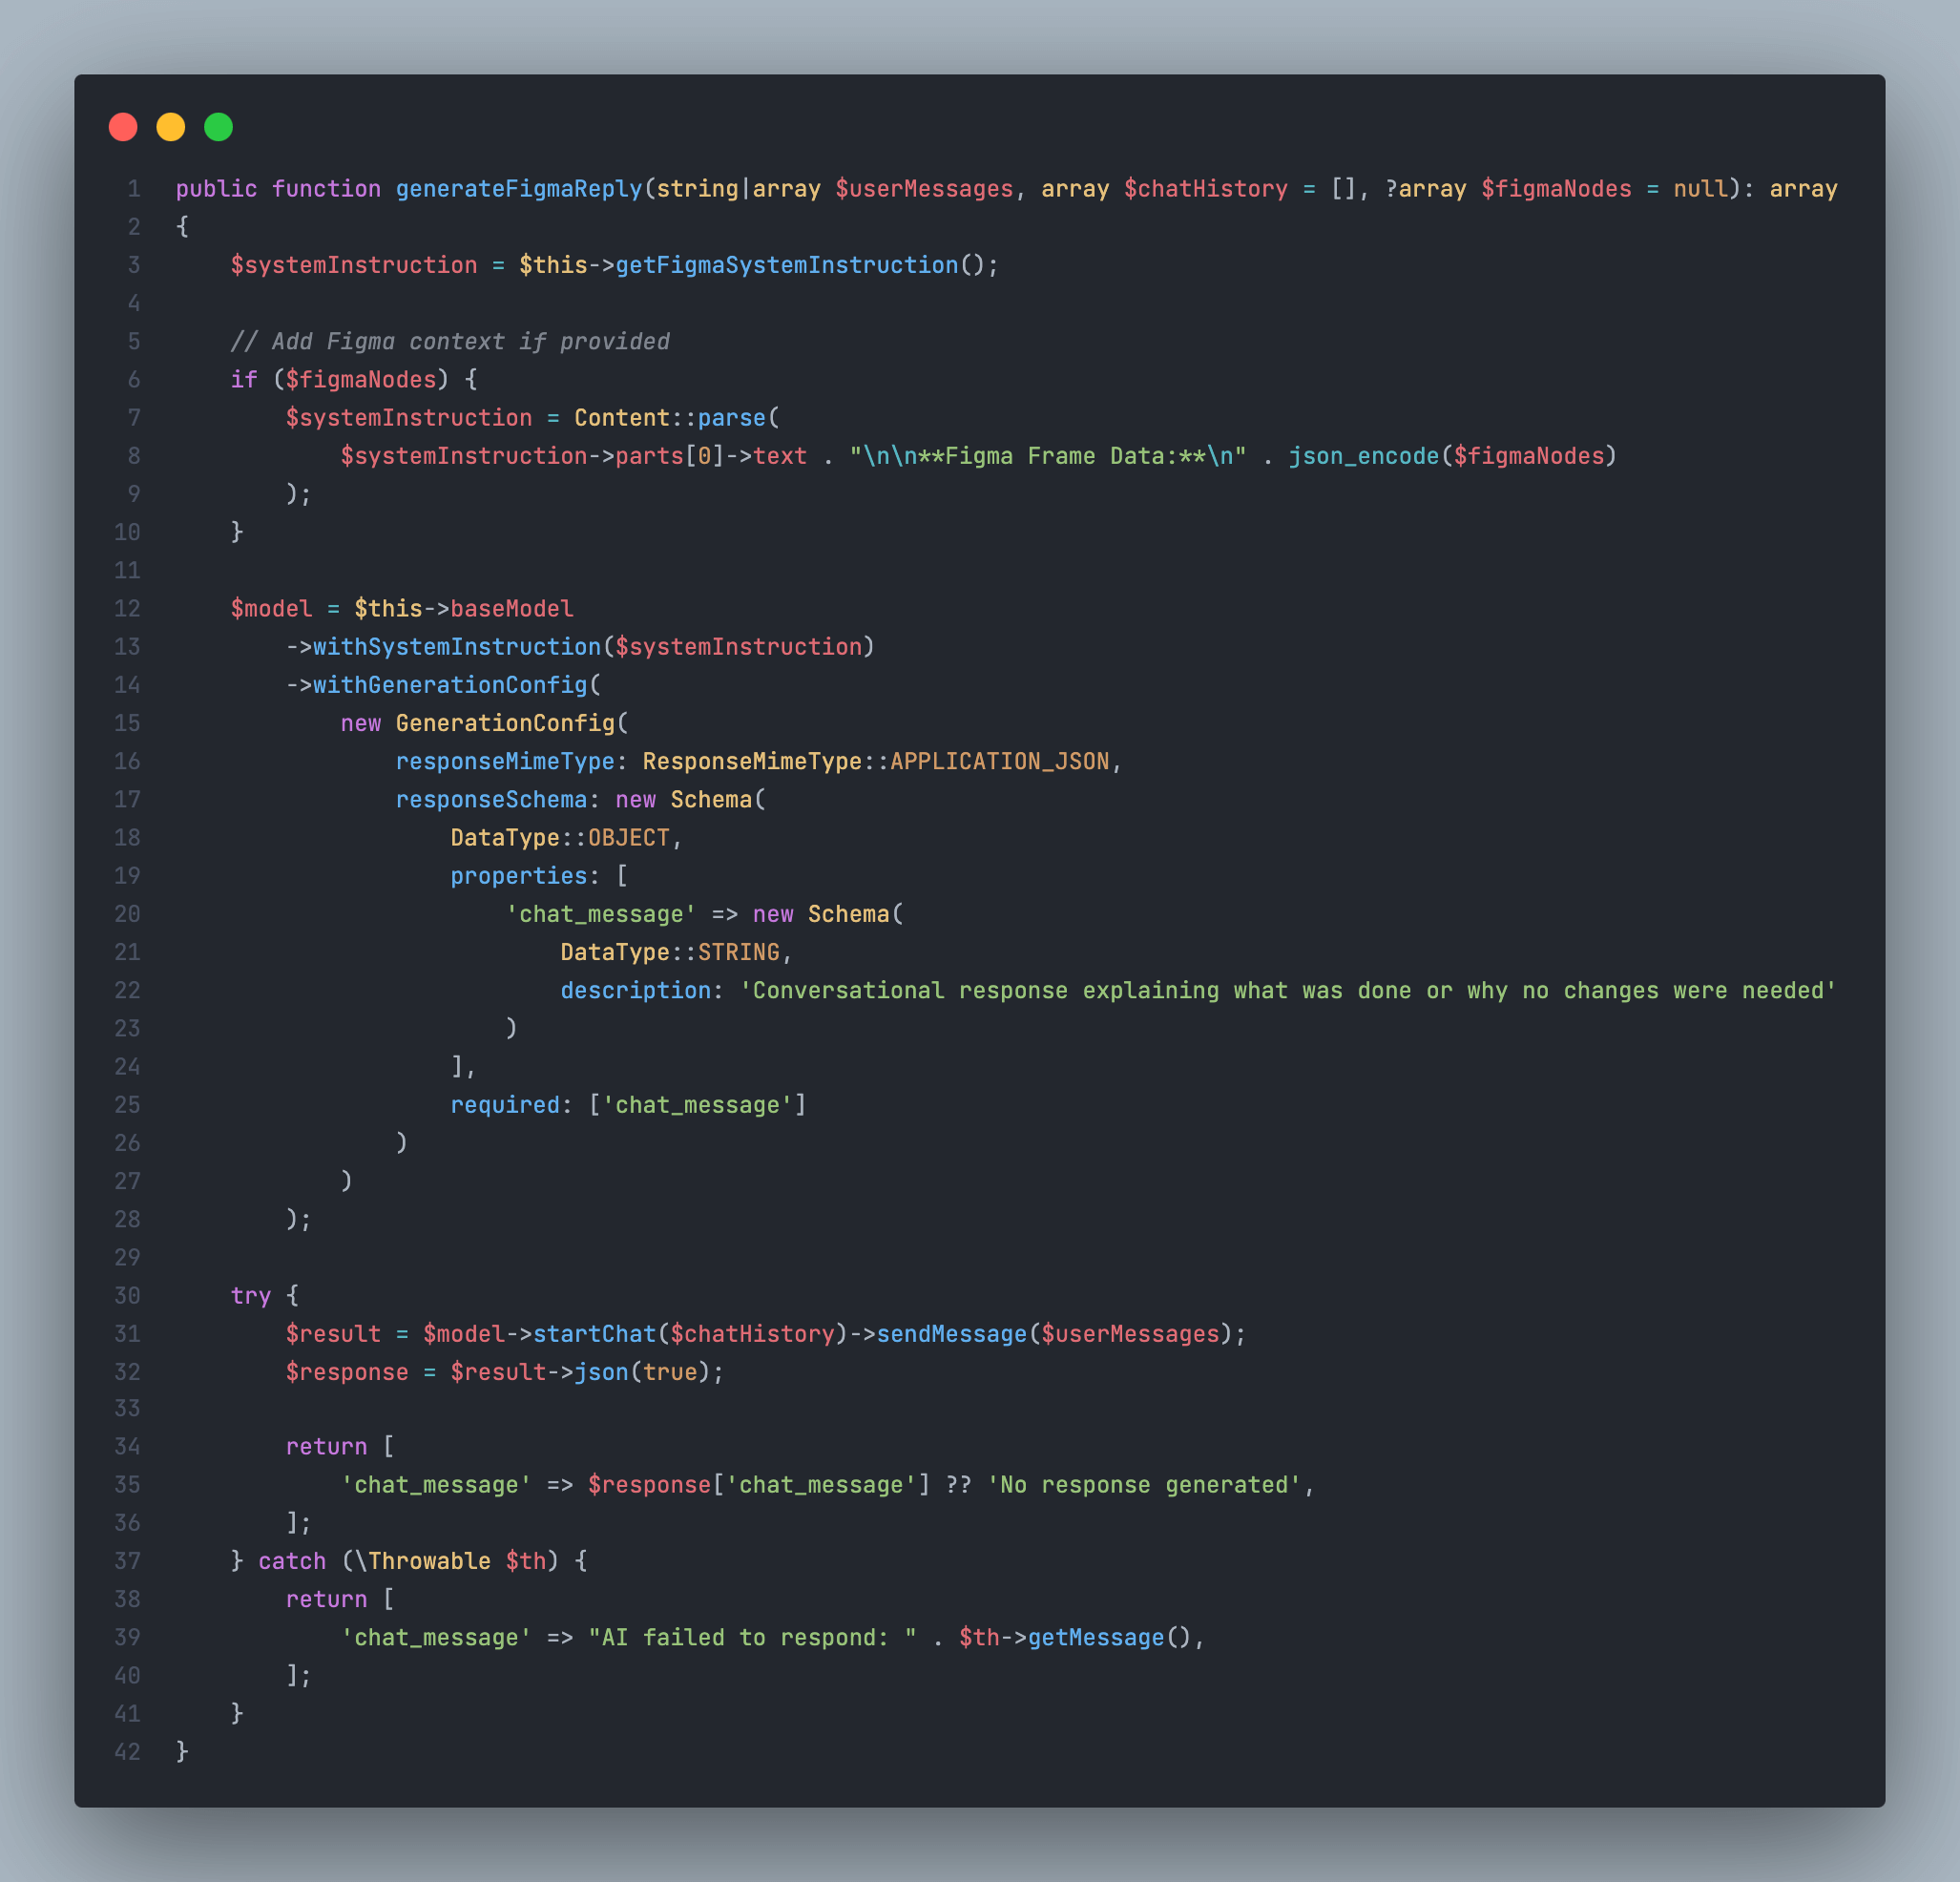 1 public function generateFigmaReply(string|array $userMessages, array $chatHistory = [], ?array $figmaNodes = null): array
2 {
3     $systemInstruction = $this->getFigmaSystemInstruction();
4
5     // Add Figma context if provided
6     if ($figmaNodes) {
7         $systemInstruction = Content::parse(
8             $systemInstruction->parts[0]->text . "\n\n**Figma Frame Data:**\n" . json_encode($figmaNodes)
9         );
10     }
11
12     $model = $this->baseModel
13         ->withSystemInstruction($systemInstruction)
14         ->withGenerationConfig(
15             new GenerationConfig(
16                 responseMimeType: ResponseMimeType::APPLICATION_JSON,
17                 responseSchema: new Schema(
18                     DataType::OBJECT,
19                     properties: [
20                         'chat_message' => new Schema(
21                             DataType::STRING,
22                             description: 'Conversational response explaining what was done or why no changes were needed'
23                         )
24                     ],
25                     required: ['chat_message']
26                 )
27             )
28         );
29
30     try {
31         $result = $model->startChat($chatHistory)->sendMessage($userMessages);
32         $response = $result->json(true);
33
34         return [
35             'chat_message' => $response['chat_message'] ?? 'No response generated',
36         ];
37     } catch (\Throwable $th) {
38         return [
39             'chat_message' => "AI failed to respond: " . $th->getMessage(),
40         ];
41     }
42 }